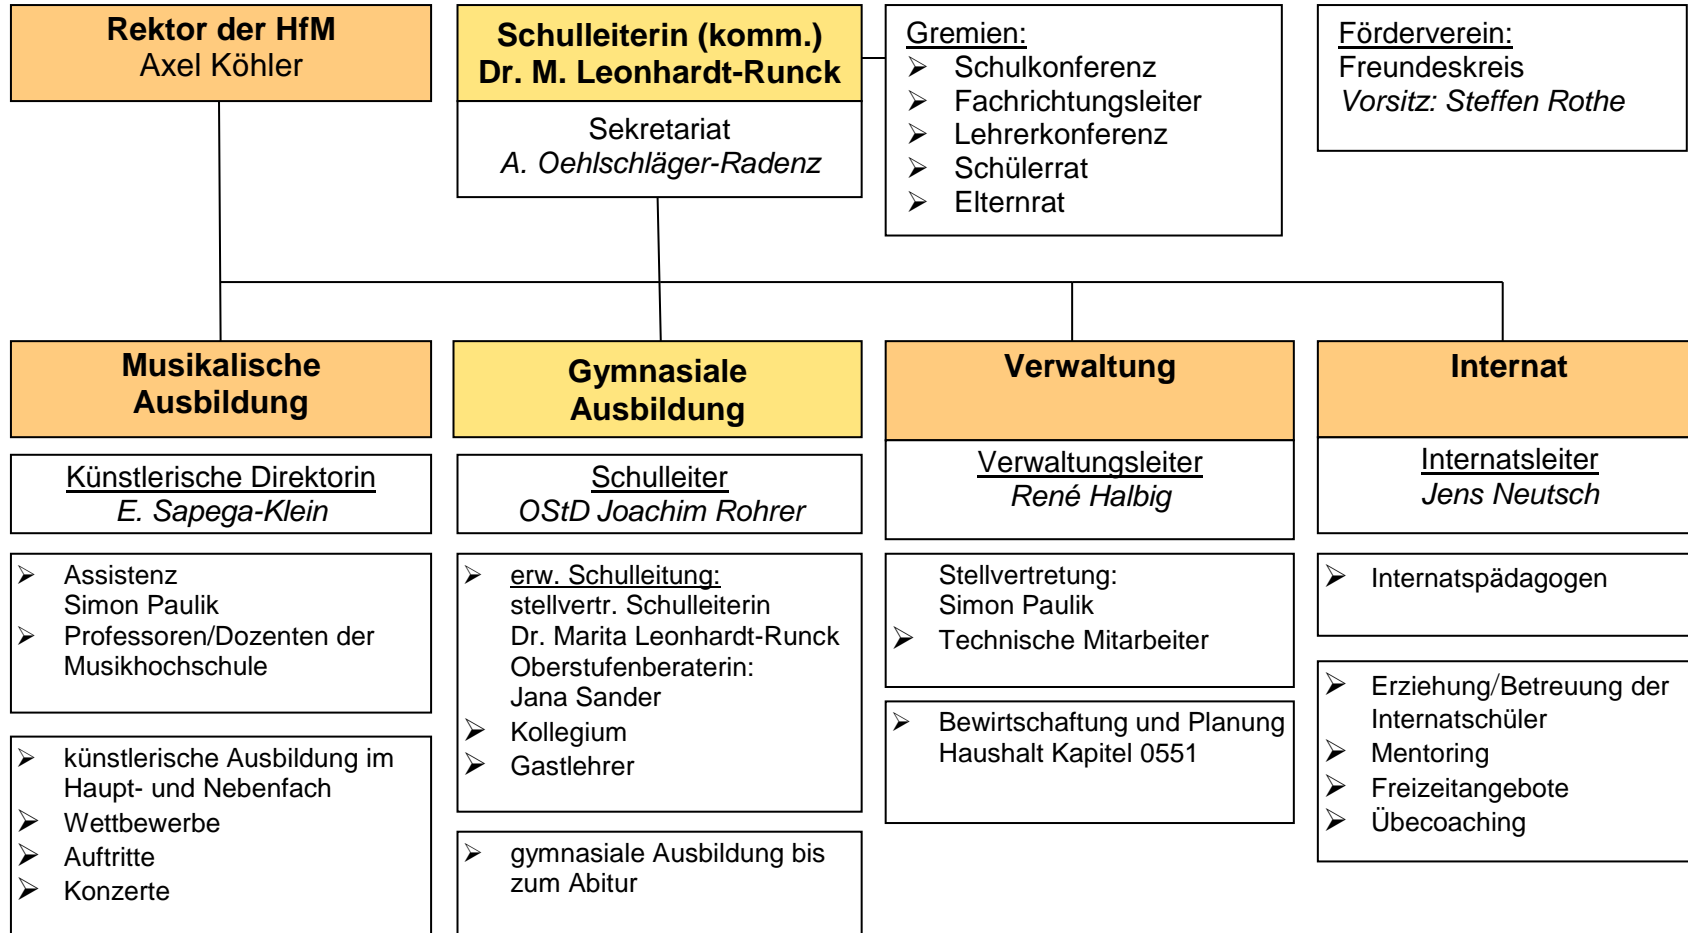 Rektor der HfM
Axel Köhler
Schulleiterin (komm.)
Dr. M. Leonhardt-Runck
Sekretariat
A. Oehlschläger-Radenz
Gremien:
➢ Schulkonferenz
➢ Fachrichtungsleiter
➢ Lehrerkonferenz
➢ Schülerrat
➢ Elternrat
Förderverein:
Freundeskreis
Vorsitz: Steffen Rothe
Musikalische
Ausbildung
Künstlerische Direktorin
E. Sapega-Klein
➢ Assistenz
Simon Paulik
➢ Professoren/Dozenten der
Musikhochschule
➢ künstlerische Ausbildung im
Haupt- und Nebenfach
➢ Wettbewerbe
➢ Auftritte
➢ Konzerte
Gymnasiale
Ausbildung
Schulleiter
OStD Joachim Rohrer
➢ erw. Schulleitung:
stellvertr. Schulleiterin
Dr. Marita Leonhardt-Runck
Oberstufenberaterin:
Jana Sander
➢ Kollegium
➢ Gastlehrer
➢ gymnasiale Ausbildung bis
zum Abitur
Verwaltung
Verwaltungsleiter
René Halbig
Stellvertretung:
Simon Paulik
➢ Technische Mitarbeiter
➢ Bewirtschaftung und Planung
Haushalt Kapitel 0551
Internat
Internatsleiter
Jens Neutsch
➢ Internatspädagogen
➢ Erziehung/Betreuung der
Internatschüler
➢ Mentoring
➢ Freizeitangebote
➢ Übecoaching